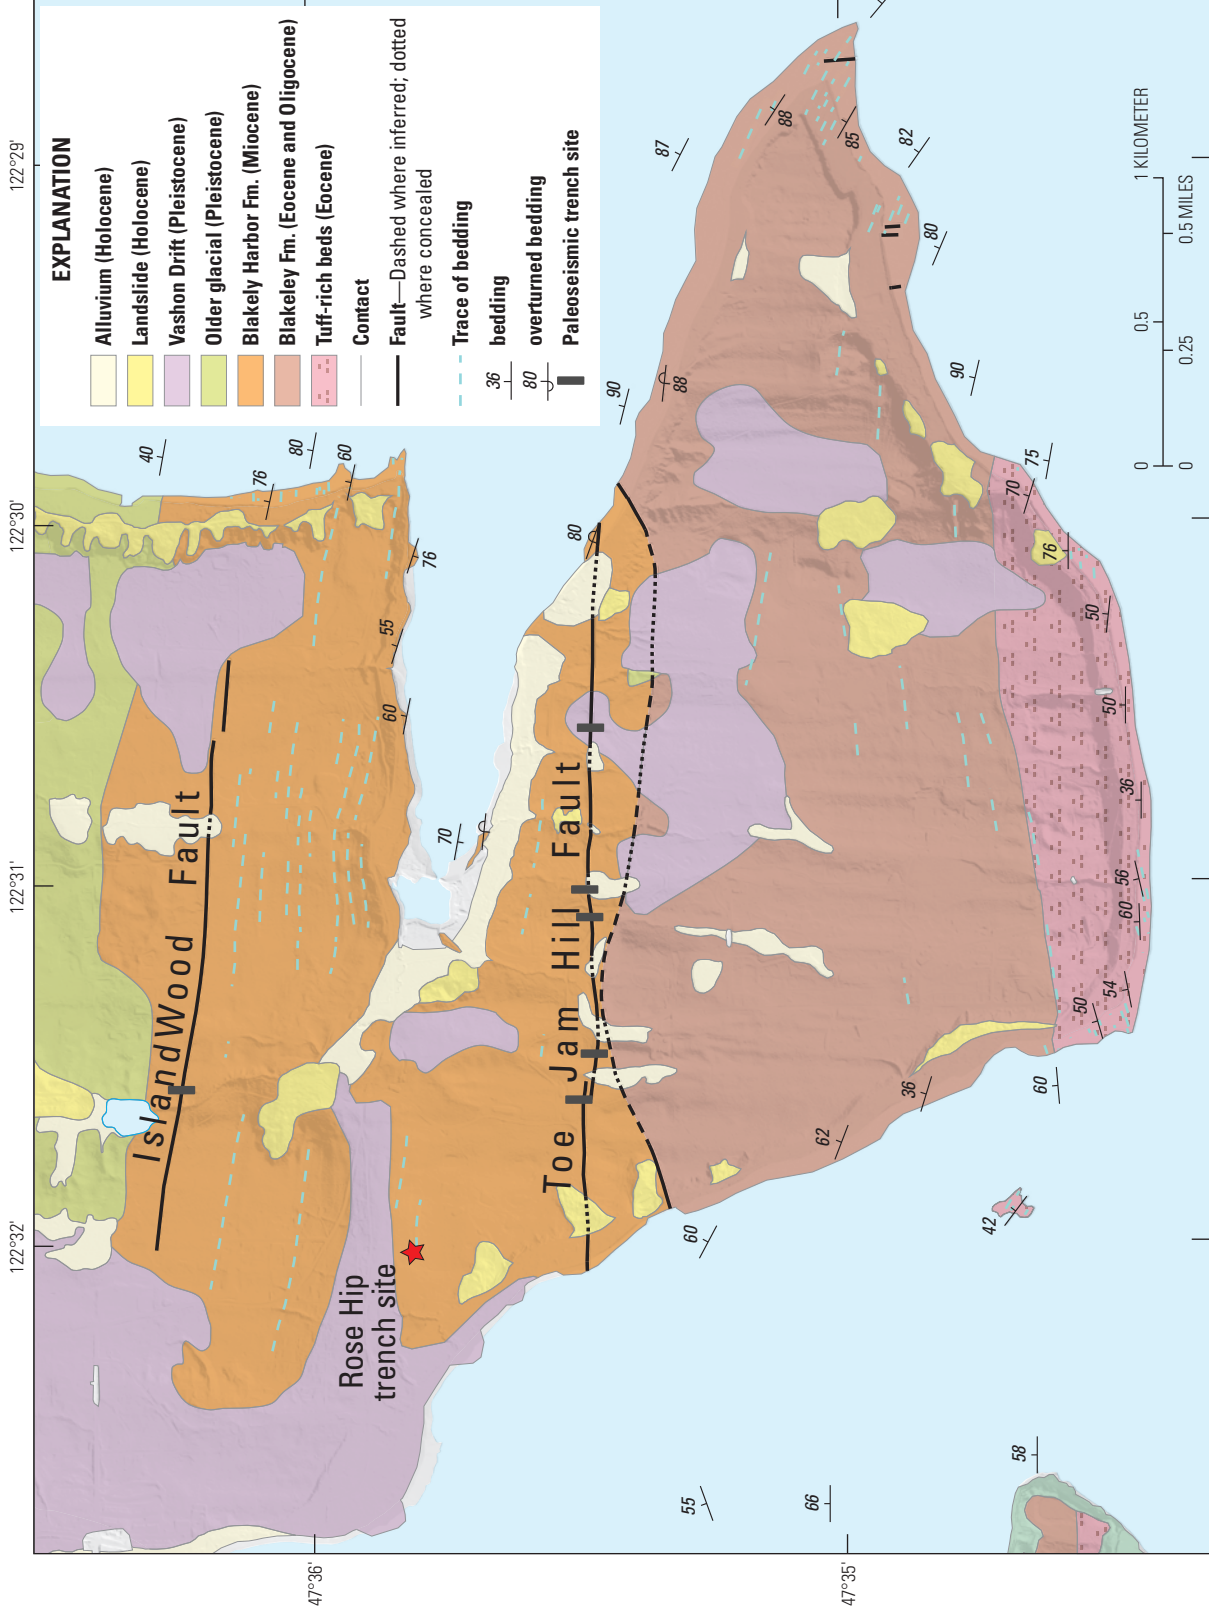 EXPLANATION
Alluvium (Holocene)
Landslide (Holocene)
Vashon Drift (Pleistocene)
Older glacial (Pleistocene)
Blakely Harbor Fm. (Miocene)
Blakeley Fm. (Eocene and Oligocene)
Tuff-rich beds (Eocene)
Contact
Fault—Dashed where inferred; dotted
where concealed
Trace of bedding
36
bedding
80
overturned bedding
Paleoseismic trench site
122°32'
122°31'
122°30'
122°29'
47°36'
47°35'
IslandWood Fault
Toe Jam Hill Fault
Rose Hip
trench site
40
76
80
60
76
55
60
70
80
90
88
87
88
85
82
80
90
75
70
76
50
50
36
56
60
54
50
60
36
62
60
42
55
66
58
0 0.5 1 KILOMETER
0 0.25 0.5 MILES